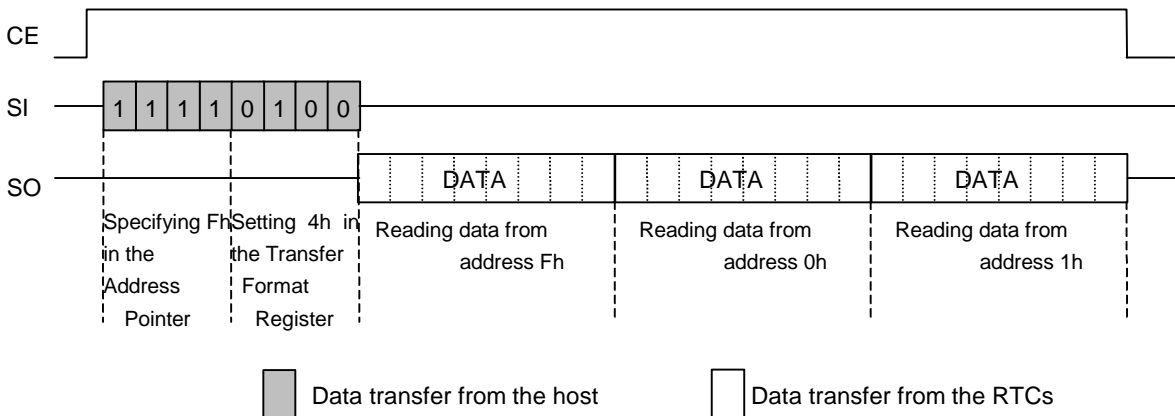 CE
SI
1 1 1 1 0 1 0 0
SO
DATA DATA DATA
Specifying Fh
in the
Address
Pointer
Setting 4h in
the Transfer
Format
Register
Reading data from
address Fh
Reading data from
address 0h
Reading data from
address 1h
Data transfer from the host
Data transfer from the RTCs